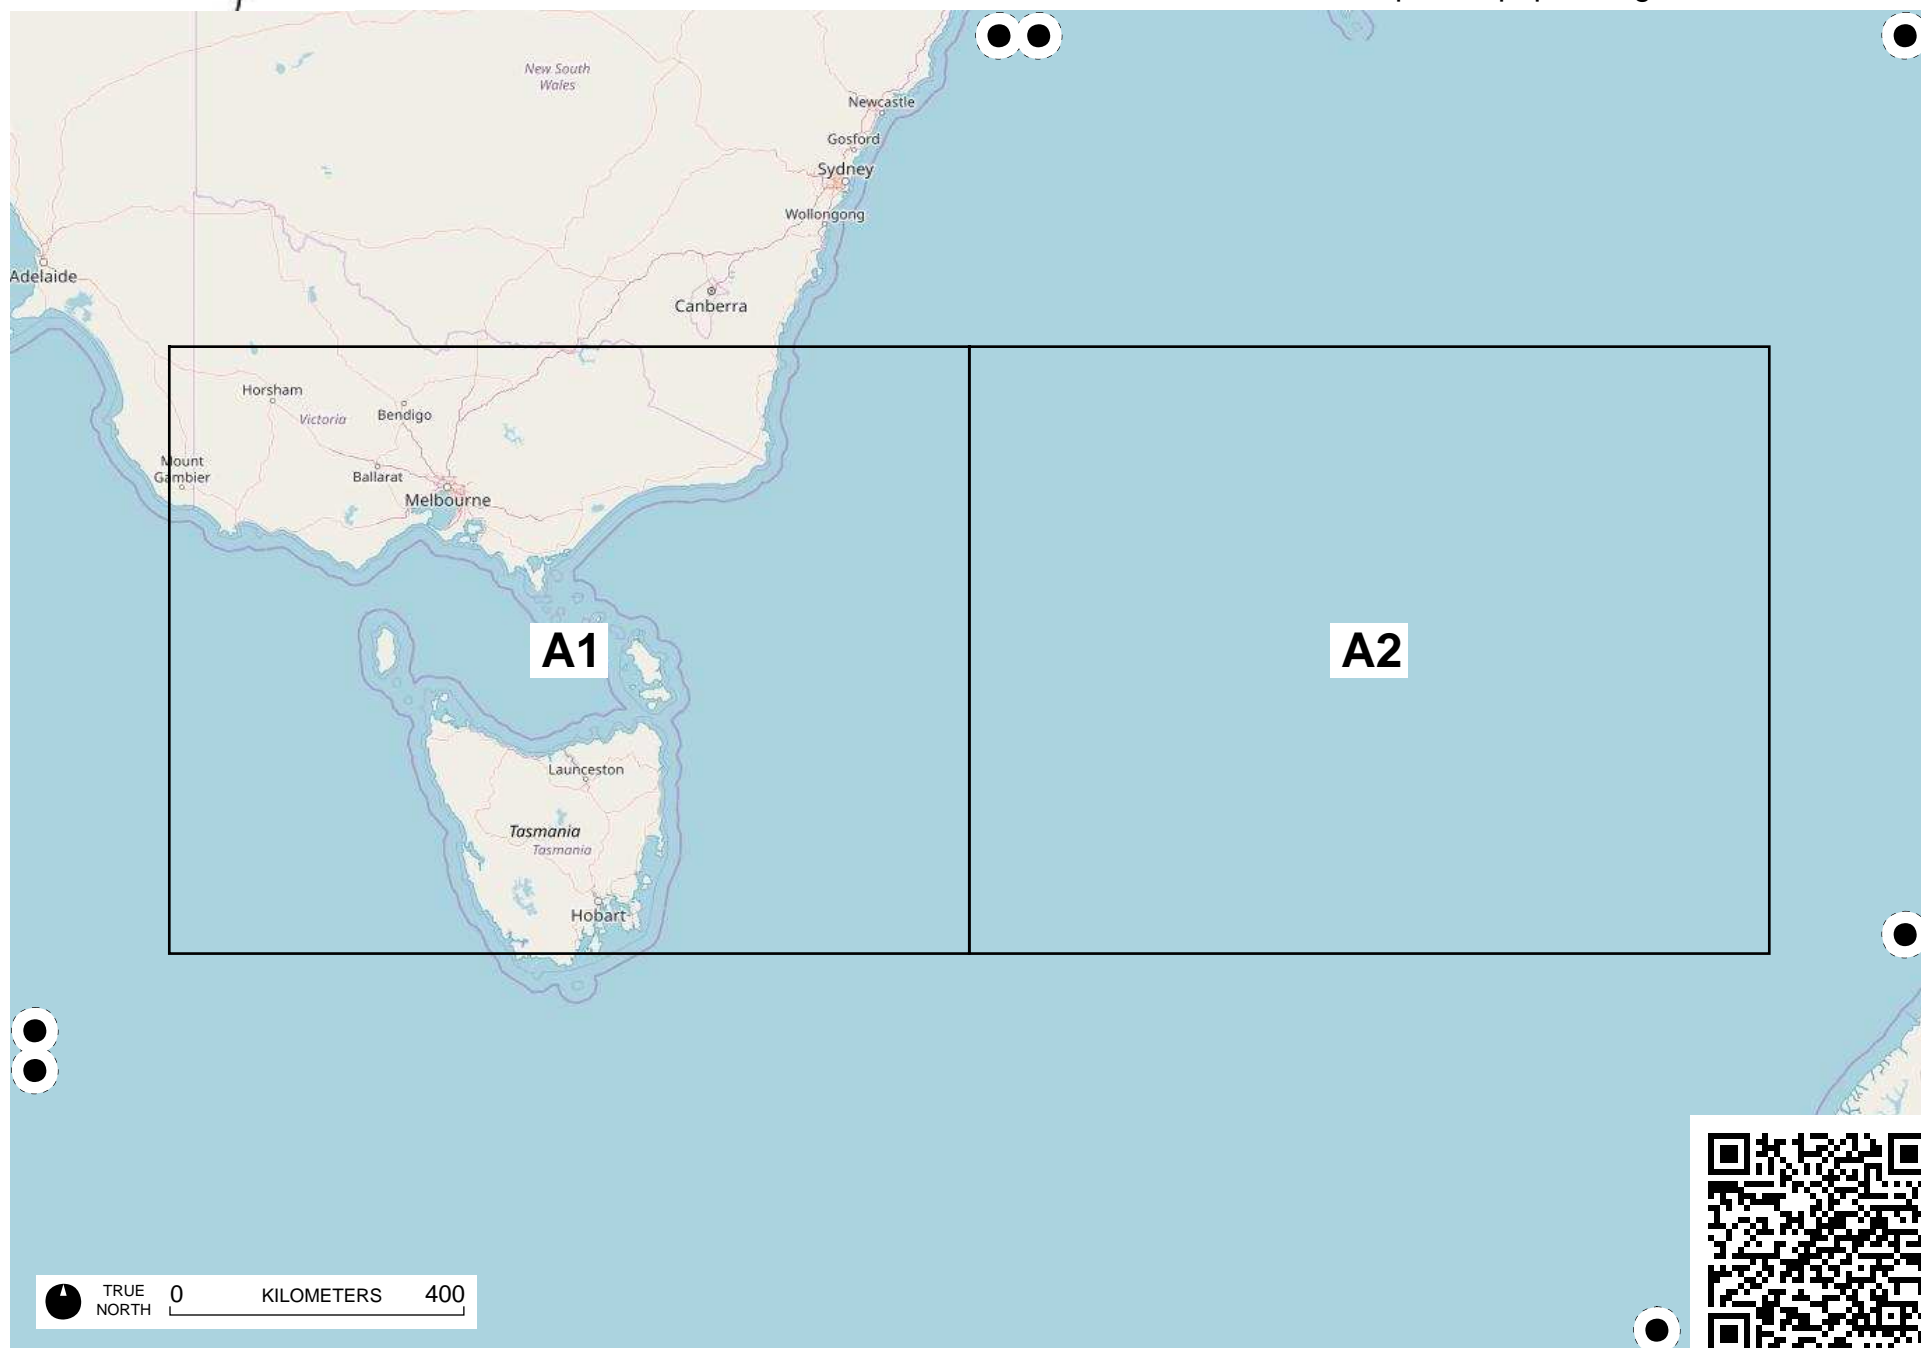 New South
Wales
Newcastle
Gosford
Sydney
Wollongong
Adelaide
Canberra
Horsham
Victoria
Bendigo
Mount
Gambier
Ballarat
Melbourne
A1
A2
Launceston
Tasmania
Tasmania
Hobart
TRUE
NORTH
0 KILOMETERS 400